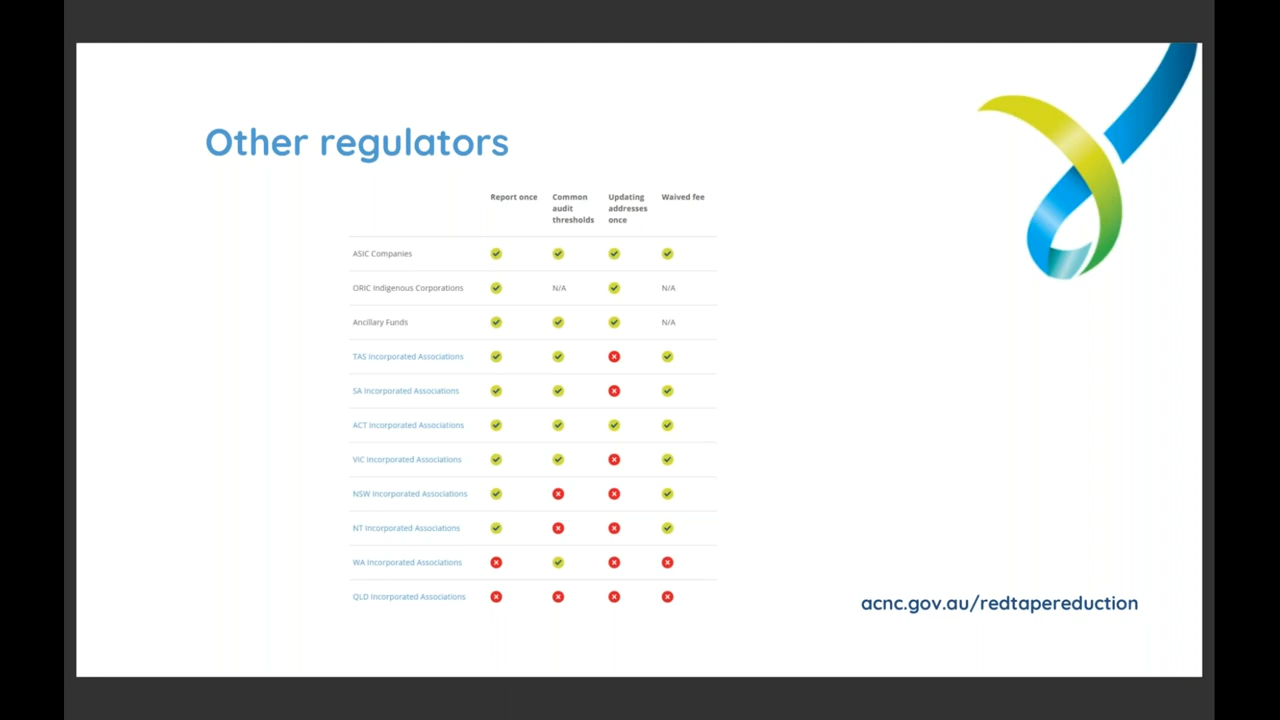 Other regulators
Report once
Common
audit
thresholds
Updating
addresses
once
Waived fee
ASIC Companies
ORIC Indigenous Corporations N/A N/A
Ancillary Funds N/A
TAS Incorporated Associations
SA Incorporated Associations
ACT Incorporated Associations
VIC Incorporated Associations
NSW Incorporated Associations
NT Incorporated Associations
WA Incorporated Associations
QLD Incorporated Associations
acnc.gov.au/redtapereduction